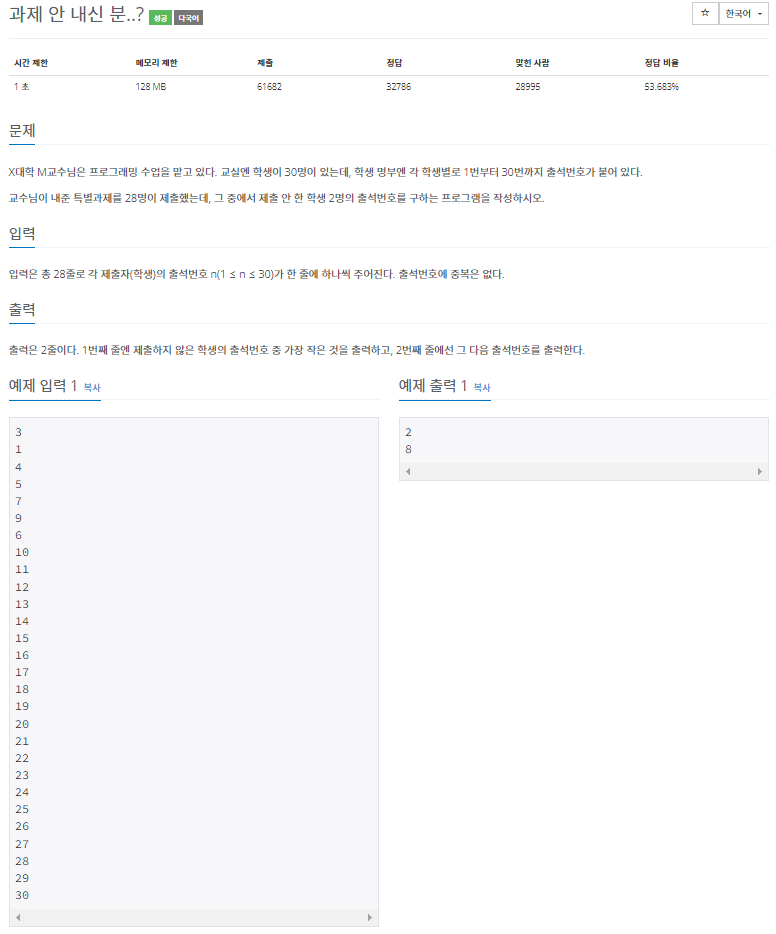 과제 안 내신 분..? 성공 다국어
☆ 한국어
시간 제한 메모리 제한 제출 정답 맞힌 사람 정답 비율
1 초 128 MB 61682 32786 28995 53.683%
문제
X대학 M교수님은 프로그래밍 수업을 맡고 있다. 교실엔 학생이 30명이 있는데, 학생 명부엔 각 학생별로 1번부터 30번까지 출석번호가 붙어 있다.
교수님이 내준 특별과제를 28명이 제출했는데, 그 중에서 제출 안 한 학생 2명의 출석번호를 구하는 프로그램을 작성하시오.
입력
입력은 총 28줄로 각 제출자(학생)의 출석번호 n(1 ≤ n ≤ 30)가 한 줄에 하나씩 주어진다. 출석번호에 중복은 없다.
출력
출력은 2줄이다. 1번째 줄엔 제출하지 않은 학생의 출석번호 중 가장 작은 것을 출력하고, 2번째 줄에선 그 다음 출석번호를 출력한다.
예제 입력 1 복사
3
1
4
5
7
9
6
10
11
12
13
14
15
16
17
18
19
20
21
22
23
24
25
26
27
28
29
30
예제 출력 1 복사
2
8